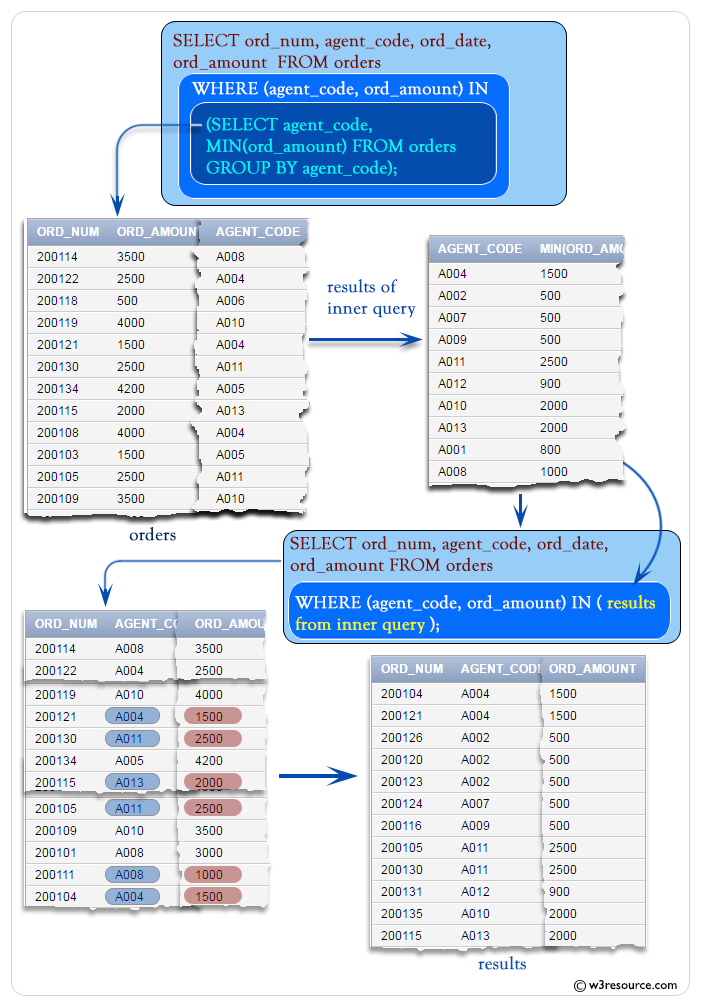 SELECT ord_num, agent_code, ord_date,
ord_amount FROM orders
WHERE (agent_code, ord_amount) IN
(SELECT agent_code,
MIN(ord_amount) FROM orders
GROUP BY agent_code);
ORD_NUM ORD_AMOUN AGENT_CODE
200114 3500 A008
200122 2500 A004
200118 500 A006
200119 4000 A010
200121 1500 A004
200130 2500 A011
200134 4200 A005
200115 2000 A013
200108 4000 A004
200103 1500 A005
200105 2500 A011
200109 3500 A010
orders
results of
inner query
AGENT_CODE MIN(ORD_AMO
A004 1500
A002 500
A007 500
A009 500
A011 2500
A012 900
A010 2000
A013 2000
A001 800
A008 1000
SELECT ord_num, agent_code, ord_date,
ord_amount FROM orders
WHERE (agent_code, ord_amount) IN ( results
from inner query );
ORD_NUM AGENT_CO ORD_AMOU
200114 A008 3500
200122 A004 2500
200119 A010 4000
200121 A004 1500
200130 A011 2500
200134 A005 4200
200115 A013 2000
200105 A011 2500
200109 A010 3500
200101 A008 3000
200111 A008 1000
200104 A004 1500
ORD_NUM AGENT_CODE ORD_AMOUNT
200104 A004 1500
200121 A004 1500
200126 A002 500
200120 A002 500
200123 A002 500
200124 A007 500
200116 A009 500
200105 A011 2500
200130 A011 2500
200131 A012 900
200135 A010 2000
200115 A013 2000
results
© w3resource.com